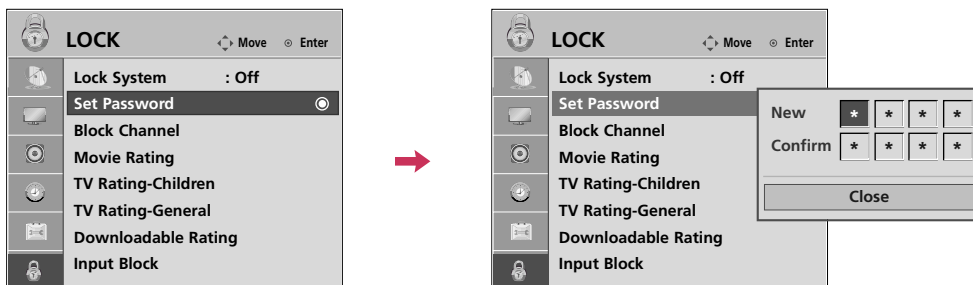 LOCK Move Enter
Lock System : Off
Set Password
Block Channel
Movie Rating
TV Rating-Children
TV Rating-General
Downloadable Rating
Input Block
LOCK Move Enter
Lock System : Off
Set Password
Block Channel
Movie Rating
TV Rating-Children
TV Rating-General
Downloadable Rating
Input Block
New * * * *
Confirm * * * *
Close